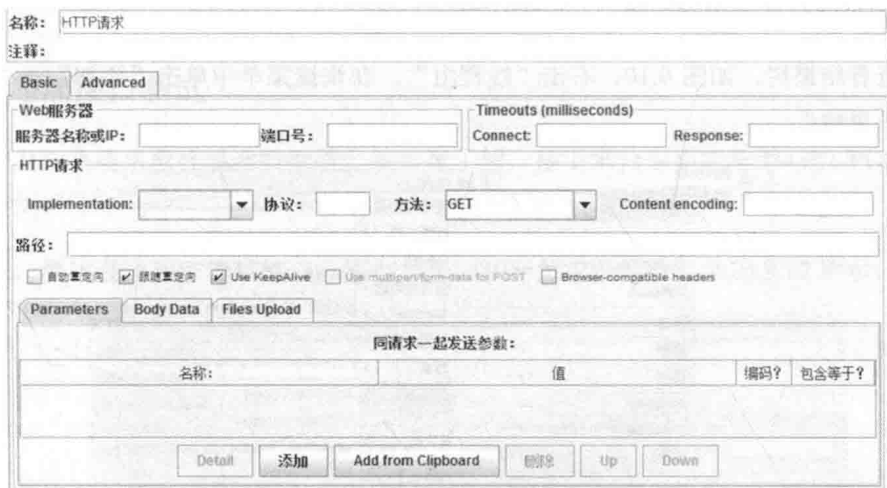 名称： HTTP请求
注释：
Basic Advanced
Web服务器
服务器名称或IP： 端口号：
Timeouts (milliseconds)
Connect: Response:
HTTP请求
Implementation: 协议： 方法： GET Content encoding:
路径：
自动重定向 跟随重定向 Use KeepAlive Use multipart/form-data for POST Browser-compatible headers
Parameters Body Data Files Upload
同请求一起发送参数：
名称： 值 编码？ 包含等于？
Detail 添加 Add from Clipboard 删除 Up Down